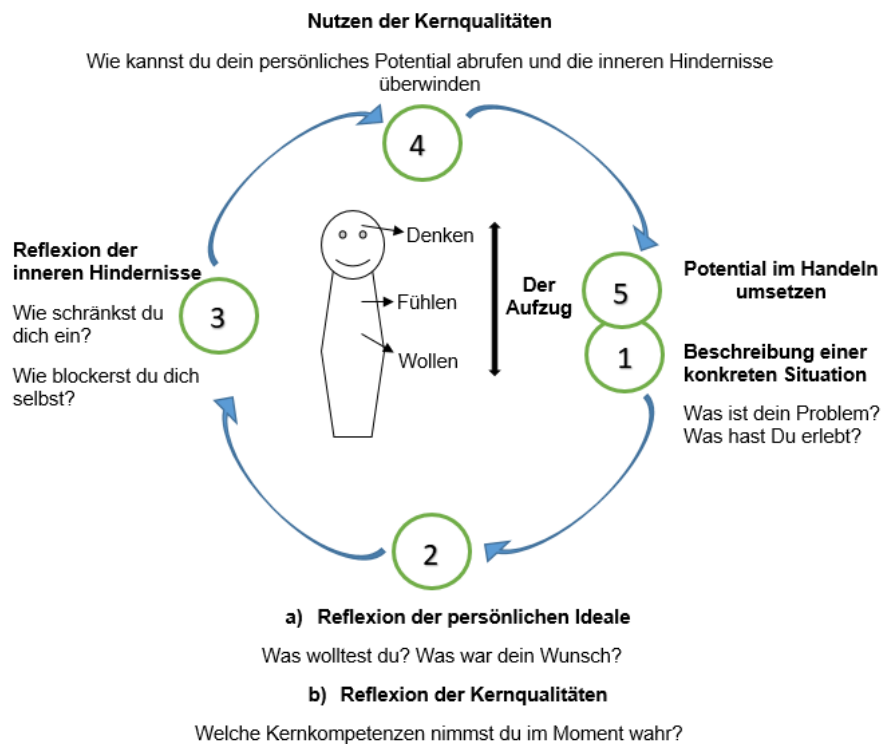 Nutzen der Kernqualitäten
Wie kannst du dein persönliches Potential abrufen und die inneren Hindernisse
überwinden
4
Denken
Fühlen
Wollen
Der
Aufzug
Reflexion der
inneren Hindernisse
Wie schränkst du
dich ein?
Wie blockerst du dich
selbst?
3
5
Potential im Handeln
umsetzen
1
Beschreibung einer
konkreten Situation
Was ist dein Problem?
Was hast Du erlebt?
2
a) Reflexion der persönlichen Ideale
Was wolltest du? Was war dein Wunsch?
b) Reflexion der Kernqualitäten
Welche Kernkompetenzen nimmst du im Moment wahr?